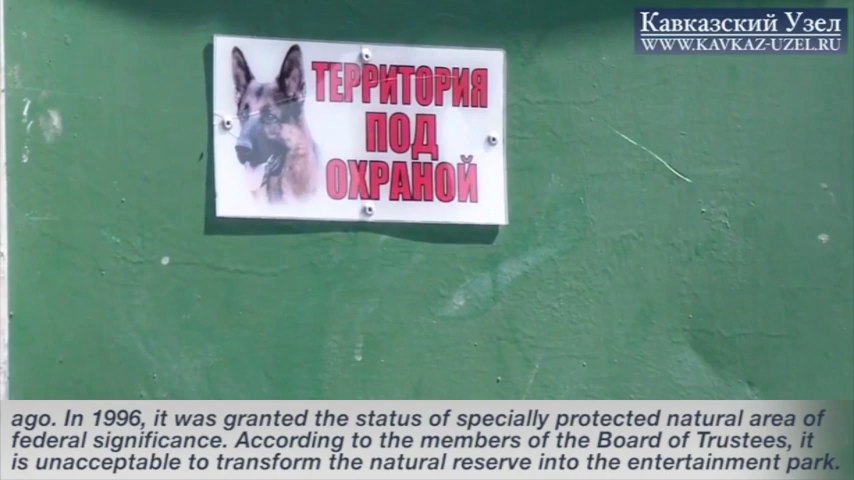 Кавказский Узел
WWW.KAVKAZ-UZEL.RU
ТЕРРИТОРИЯ
ПОД
ОХРАНОЙ
ago. In 1996, it was granted the status of specially protected natural area of
federal significance. According to the members of the Board of Trustees, it
is unacceptable to transform the natural reserve into the entertainment park.